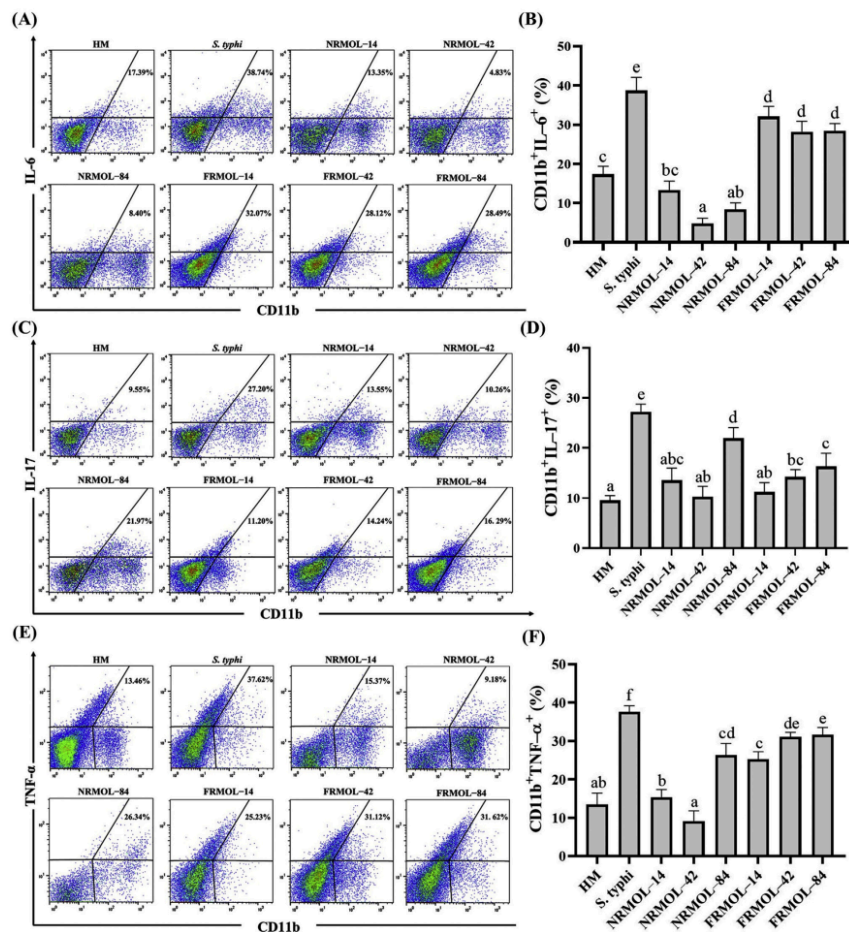 (A)
HM
S. typhi
NRMOL−14
NRMOL−42
17.39%
38.74%
13.35%
4.83%
NRMOL−84
FRMOL−14
FRMOL−42
FRMOL−84
8.40%
32.07%
28.12%
28.49%
IL-6
CD11b
(B)
CD11b+IL−6+ (%)
50
40
30
20
10
0
c
e
bc
a
ab
d
d
d
HM
S. typhi
NRMOL−14
NRMOL−42
NRMOL−84
FRMOL−14
FRMOL−42
FRMOL−84
(C)
HM
S. typhi
NRMOL−14
NRMOL−42
9.55%
27.20%
13.55%
10.26%
NRMOL−84
FRMOL−14
FRMOL−42
FRMOL−84
21.97%
11.20%
14.24%
16.29%
IL-17
CD11b
(D)
CD11b+IL−17+ (%)
40
30
20
10
0
a
e
abc
ab
d
ab
bc
c
HM
S. typhi
NRMOL−14
NRMOL−42
NRMOL−84
FRMOL−14
FRMOL−42
FRMOL−84
(E)
HM
S. typhi
NRMOL−14
NRMOL−42
13.46%
37.62%
15.37%
9.18%
NRMOL−84
FRMOL−14
FRMOL−42
FRMOL−84
26.34%
25.23%
31.12%
31.62%
TNF-α
CD11b
(F)
CD11b+TNF−α+ (%)
50
40
30
20
10
0
ab
f
b
a
cd
c
de
e
HM
S. typhi
NRMOL−14
NRMOL−42
NRMOL−84
FRMOL−14
FRMOL−42
FRMOL−84